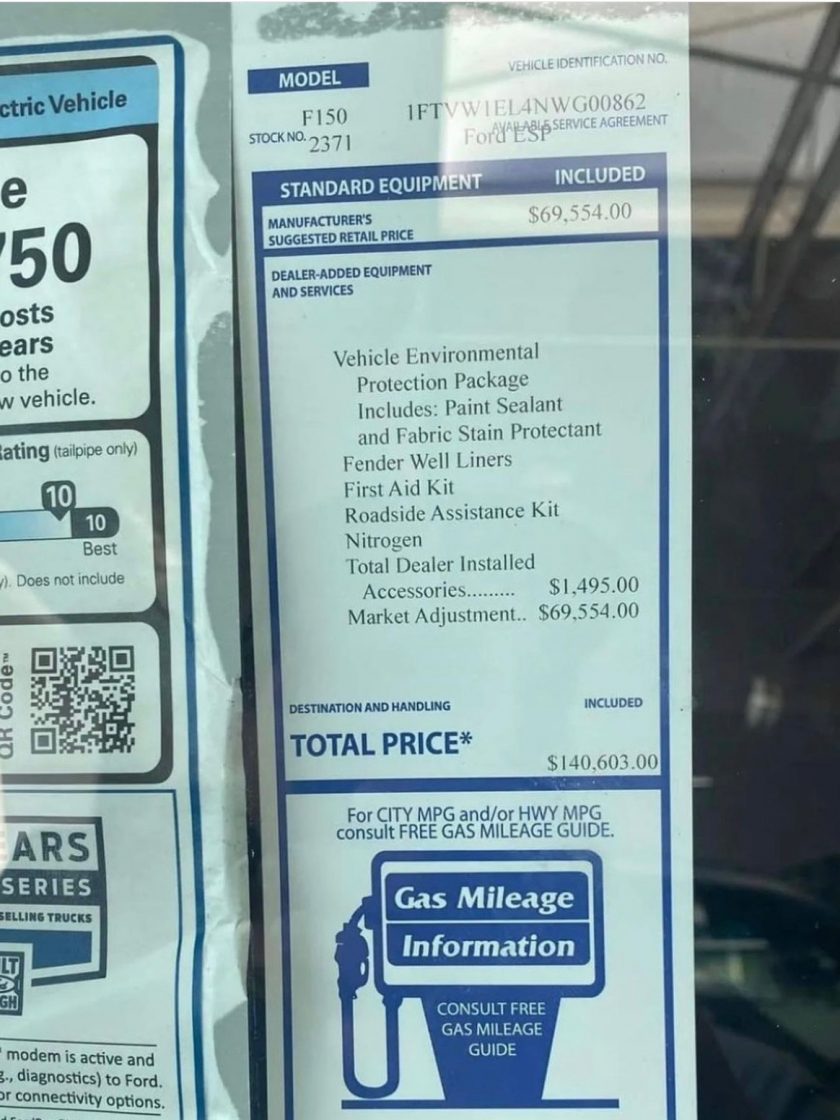 ctric Vehicle
e
750
osts
ears
o the
w vehicle.
Rating (tailpipe only)
10
10
Best
y). Does not include
QR Code™
ARS
SERIES
SELLING TRUCKS
LT
GH
modem is active and
g., diagnostics) to Ford.
or connectivity options.
MODEL
VEHICLE IDENTIFICATION NO.
F150
1FTVW1EL4NWG00862
STOCK NO. 2371
AVAILABLE SERVICE AGREEMENT
Ford ESP
STANDARD EQUIPMENT INCLUDED
MANUFACTURER'S
SUGGESTED RETAIL PRICE
$69,554.00
DEALER-ADDED EQUIPMENT
AND SERVICES
Vehicle Environmental
Protection Package
Includes: Paint Sealant
and Fabric Stain Protectant
Fender Well Liners
First Aid Kit
Roadside Assistance Kit
Nitrogen
Total Dealer Installed
Accessories......... $1,495.00
Market Adjustment.. $69,554.00
DESTINATION AND HANDLING INCLUDED
TOTAL PRICE*
$140,603.00
For CITY MPG and/or HWY MPG
consult FREE GAS MILEAGE GUIDE.
Gas Mileage
Information
CONSULT FREE
GAS MILEAGE
GUIDE